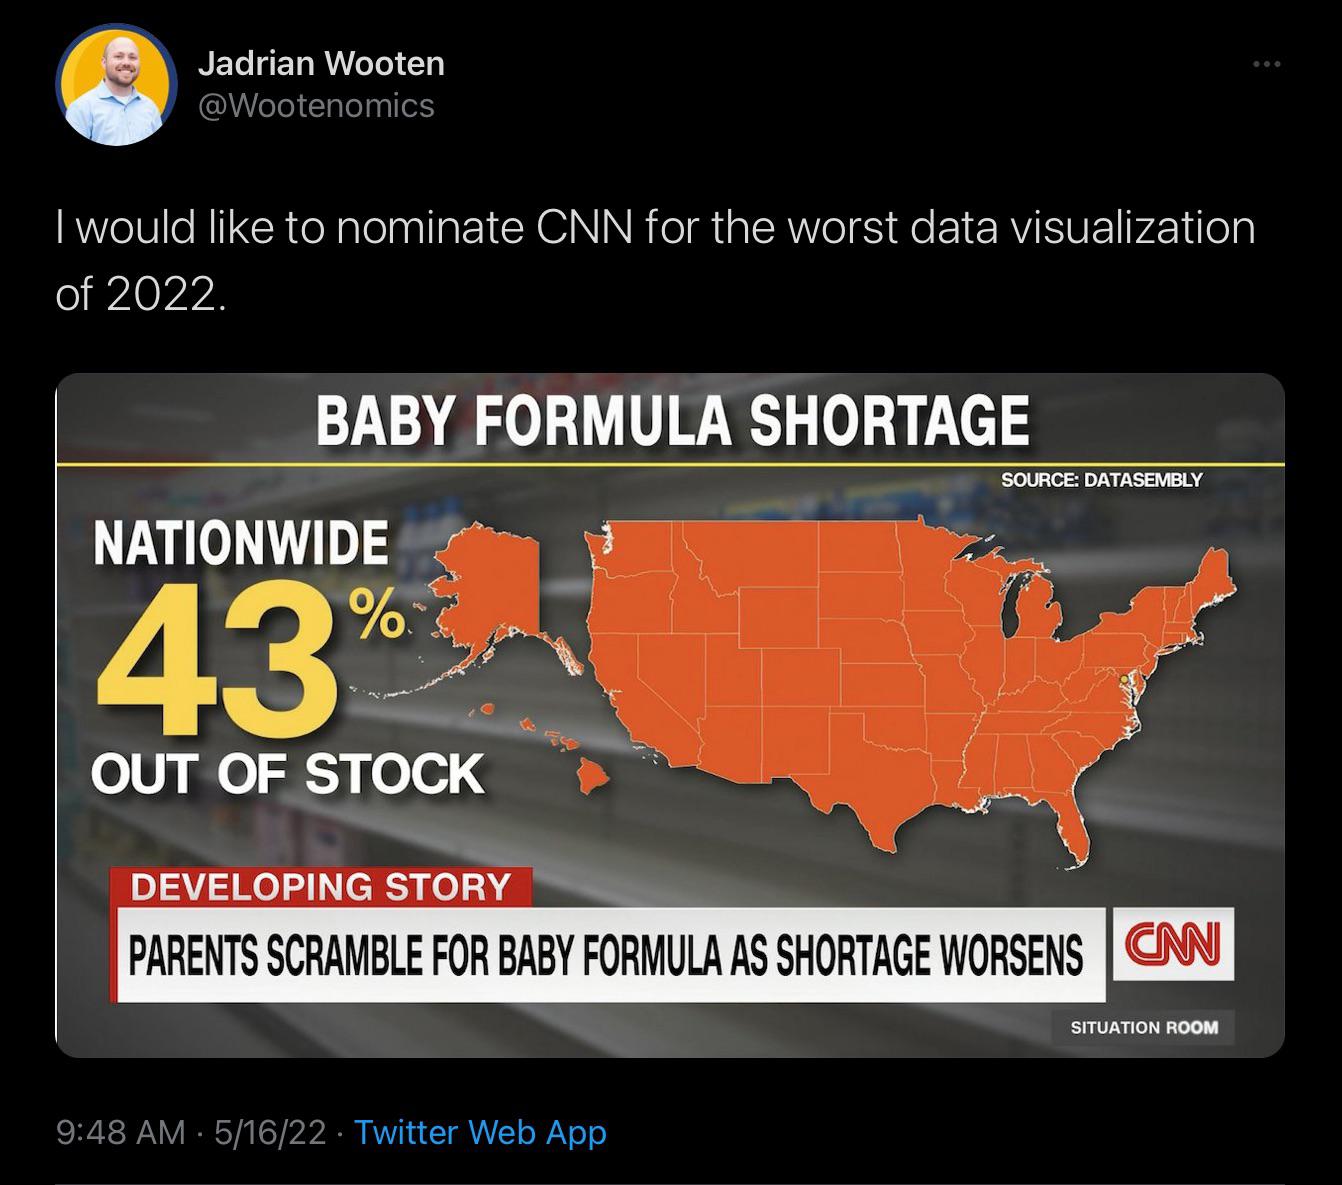 Jadrian Wooten
@Wootenomics
I would like to nominate CNN for the worst data visualization
of 2022.
BABY FORMULA SHORTAGE
SOURCE: DATASEMBLY
NATIONWIDE
43%
OUT OF STOCK
DEVELOPING STORY
PARENTS SCRAMBLE FOR BABY FORMULA AS SHORTAGE WORSENS
CNN
SITUATION ROOM
9:48 AM · 5/16/22 · Twitter Web App